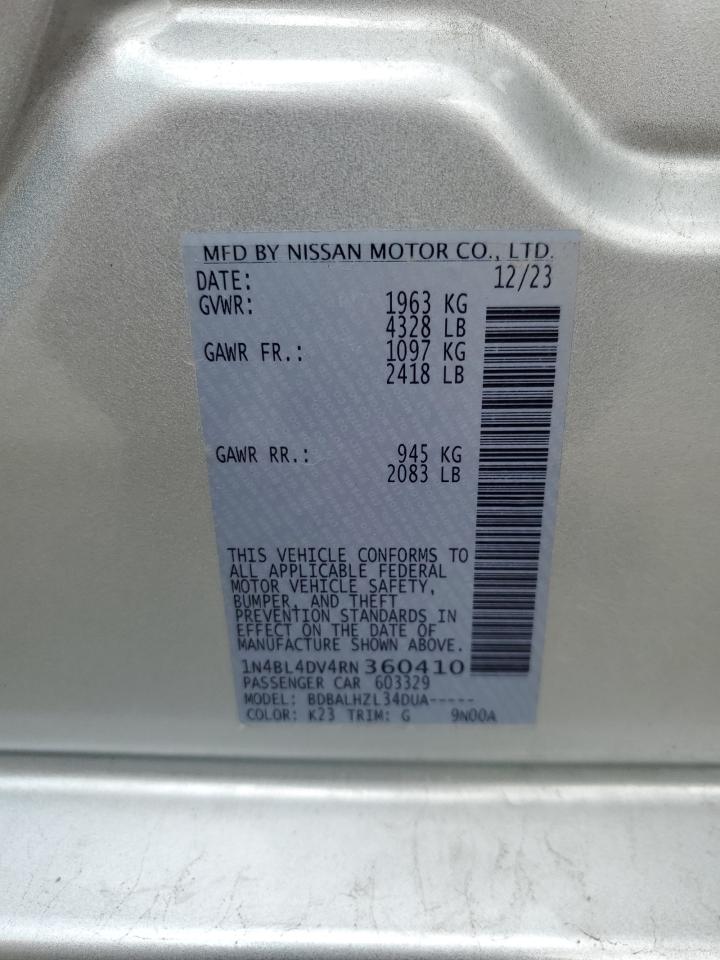 MFD BY NISSAN MOTOR CO., LTD.
DATE: 12/23
GVWR: 1963 KG
4328 LB
GAWR FR.: 1097 KG
2418 LB
GAWR RR.: 945 KG
2083 LB
THIS VEHICLE CONFORMS TO
ALL APPLICABLE FEDERAL
MOTOR VEHICLE SAFETY,
BUMPER, AND THEFT
PREVENTION STANDARDS IN
EFFECT ON THE DATE OF
MANUFACTURE SHOWN ABOVE.
1N4BL4DV4RN360410
PASSENGER CAR 603329
MODEL: BDBALHZL34DUA-----
COLOR: K23 TRIM: G 9N00A